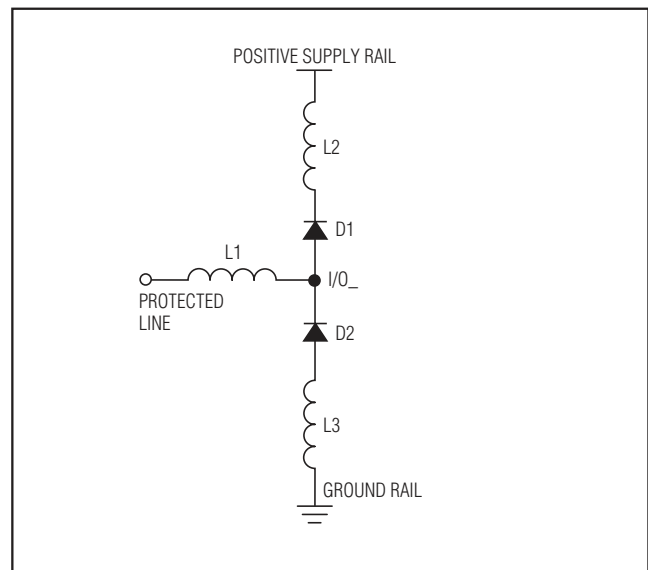 POSITIVE SUPPLY RAIL
L2
D1
L1
I/O_
PROTECTED
LINE
D2
L3
GROUND RAIL